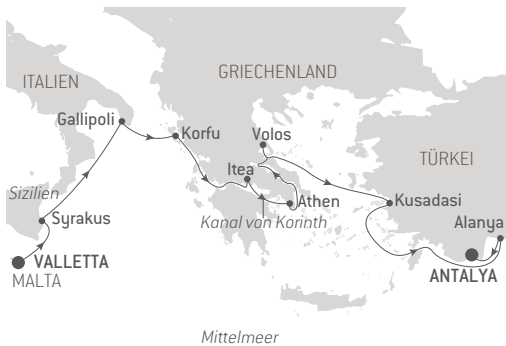 ITALIEN
GRIECHENLAND
Gallipoli
Korfu
Volos
TÜRKEI
Itea
Sizilien
Athen
Kusadasi
Syrakus
Kanal von Korinth
Alanya
VALLETTA
MALTA
ANTALYA
Mittelmeer